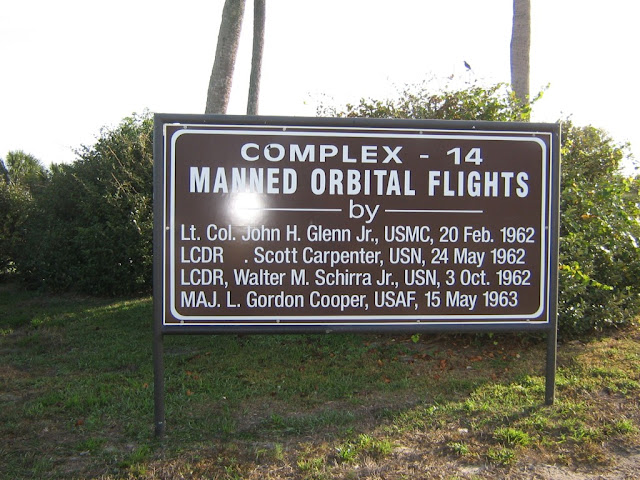 COMPLEX - 14
MANNED ORBITAL FLIGHTS
by
Lt. Col. John H. Glenn Jr., USMC, 20 Feb. 1962
LCDR . Scott Carpenter, USN, 24 May 1962
LCDR, Walter M. Schirra Jr., USN, 3 Oct. 1962
MAJ. L. Gordon Cooper, USAF, 15 May 1963